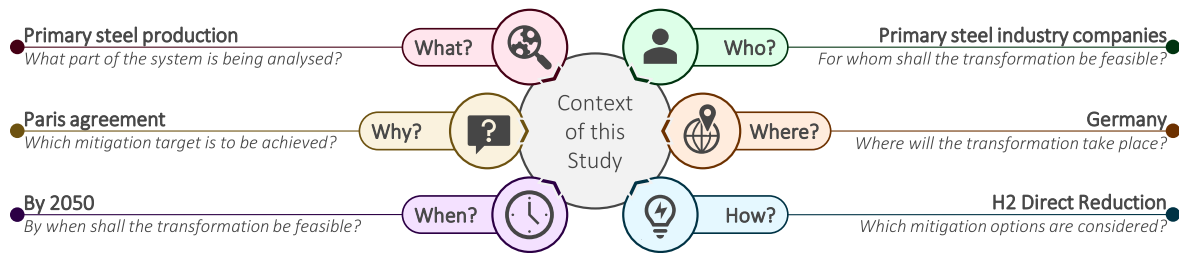 Primary steel production
What part of the system is being analysed?
What?
Paris agreement
Which mitigation target is to be achieved?
Why?
By 2050
By when shall the transformation be feasible?
When?
Context
of this
Study
Who?
Primary steel industry companies
For whom shall the transformation be feasible?
Where?
Germany
Where will the transformation take place?
How?
H2 Direct Reduction
Which mitigation options are considered?